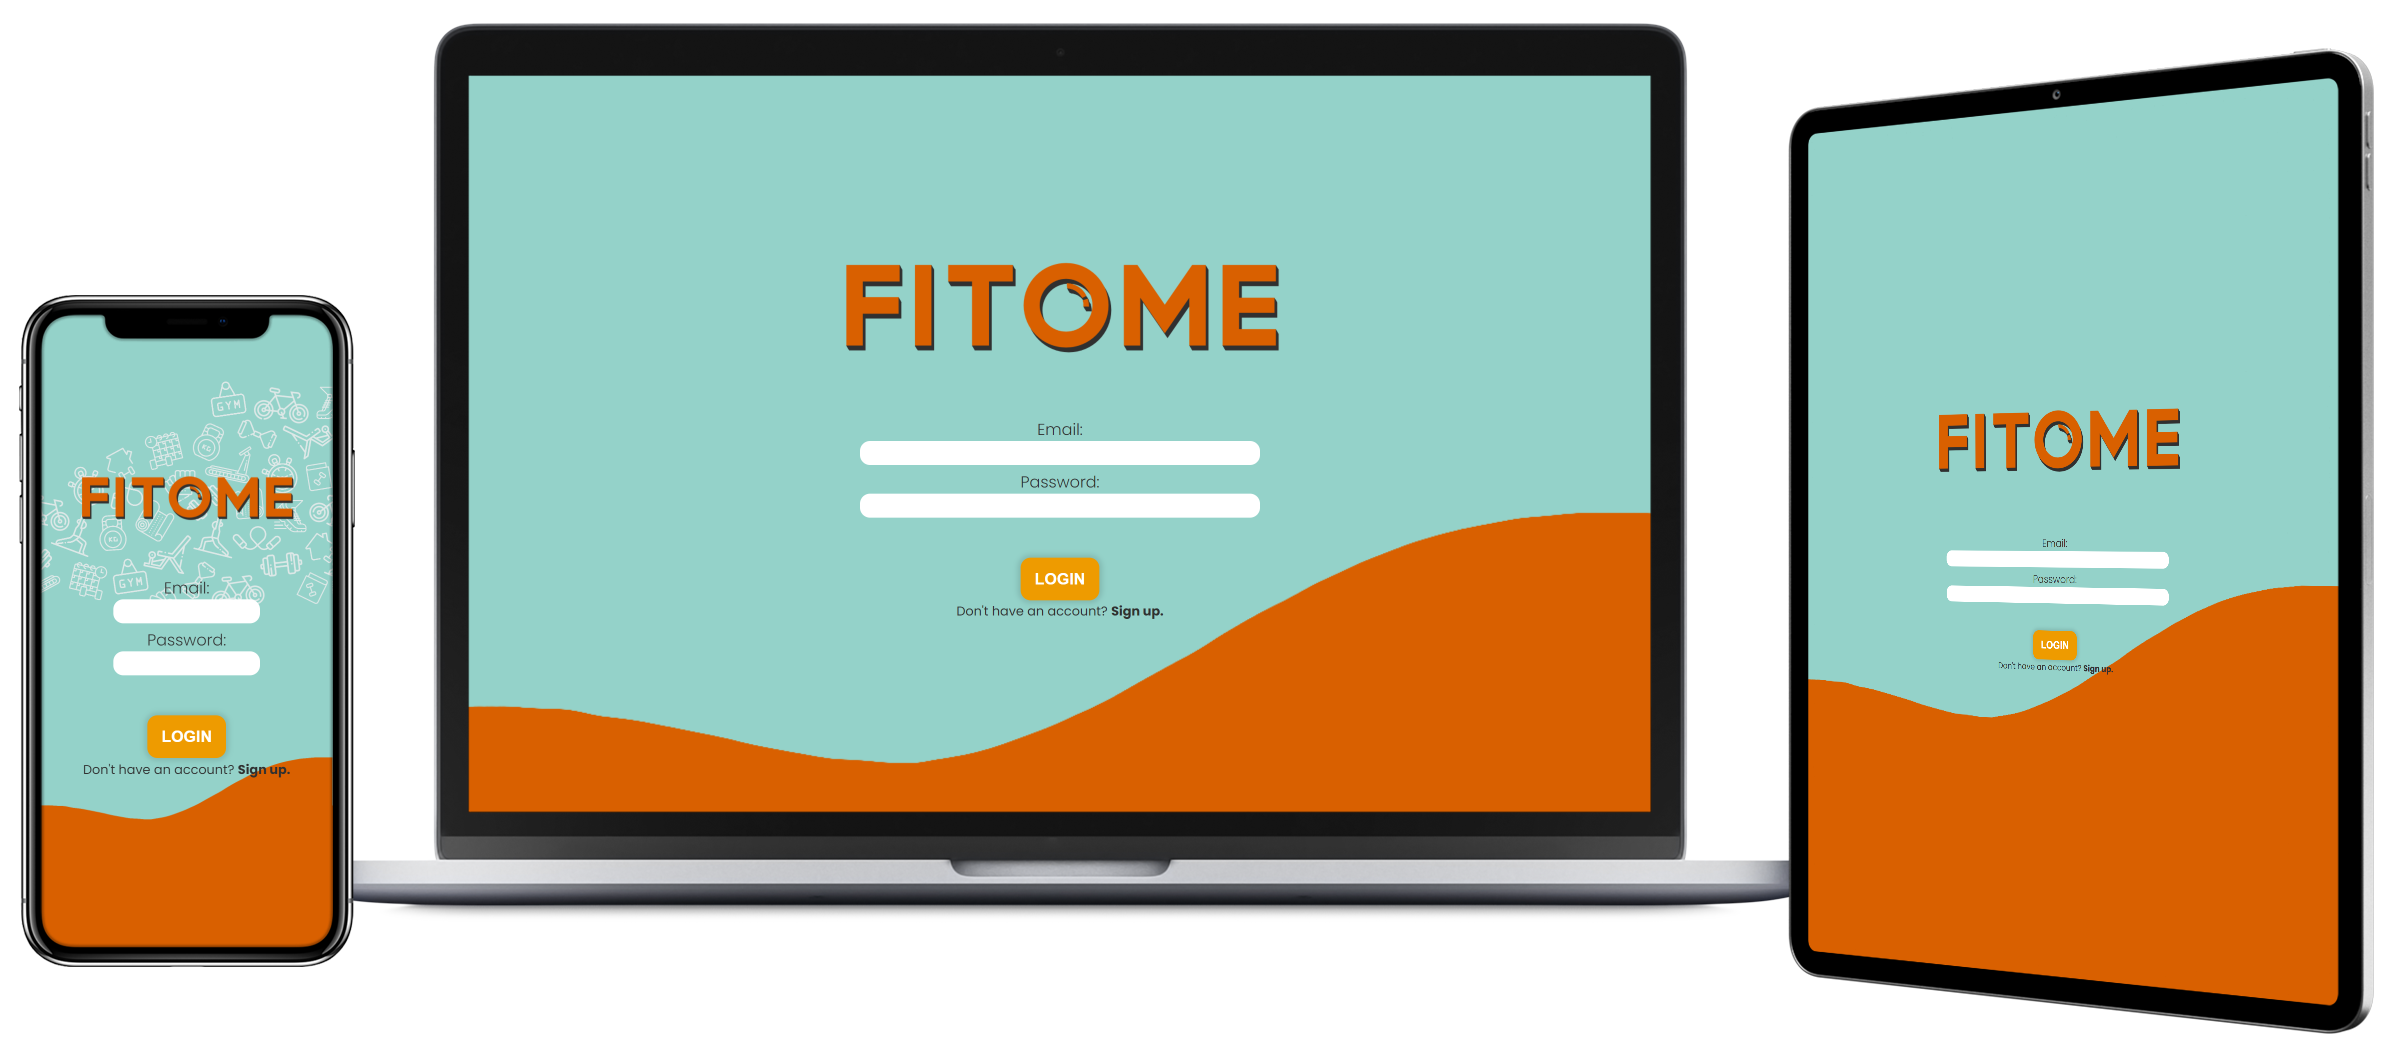 GYM
FITOME
KG
GYM
Email:
Password:
LOGIN
Don't have an account? Sign up.
FITOME
Email:
Password:
LOGIN
Don't have an account? Sign up.
FITOME
Email:
Password:
LOGIN
Don't have an account? Sign up.